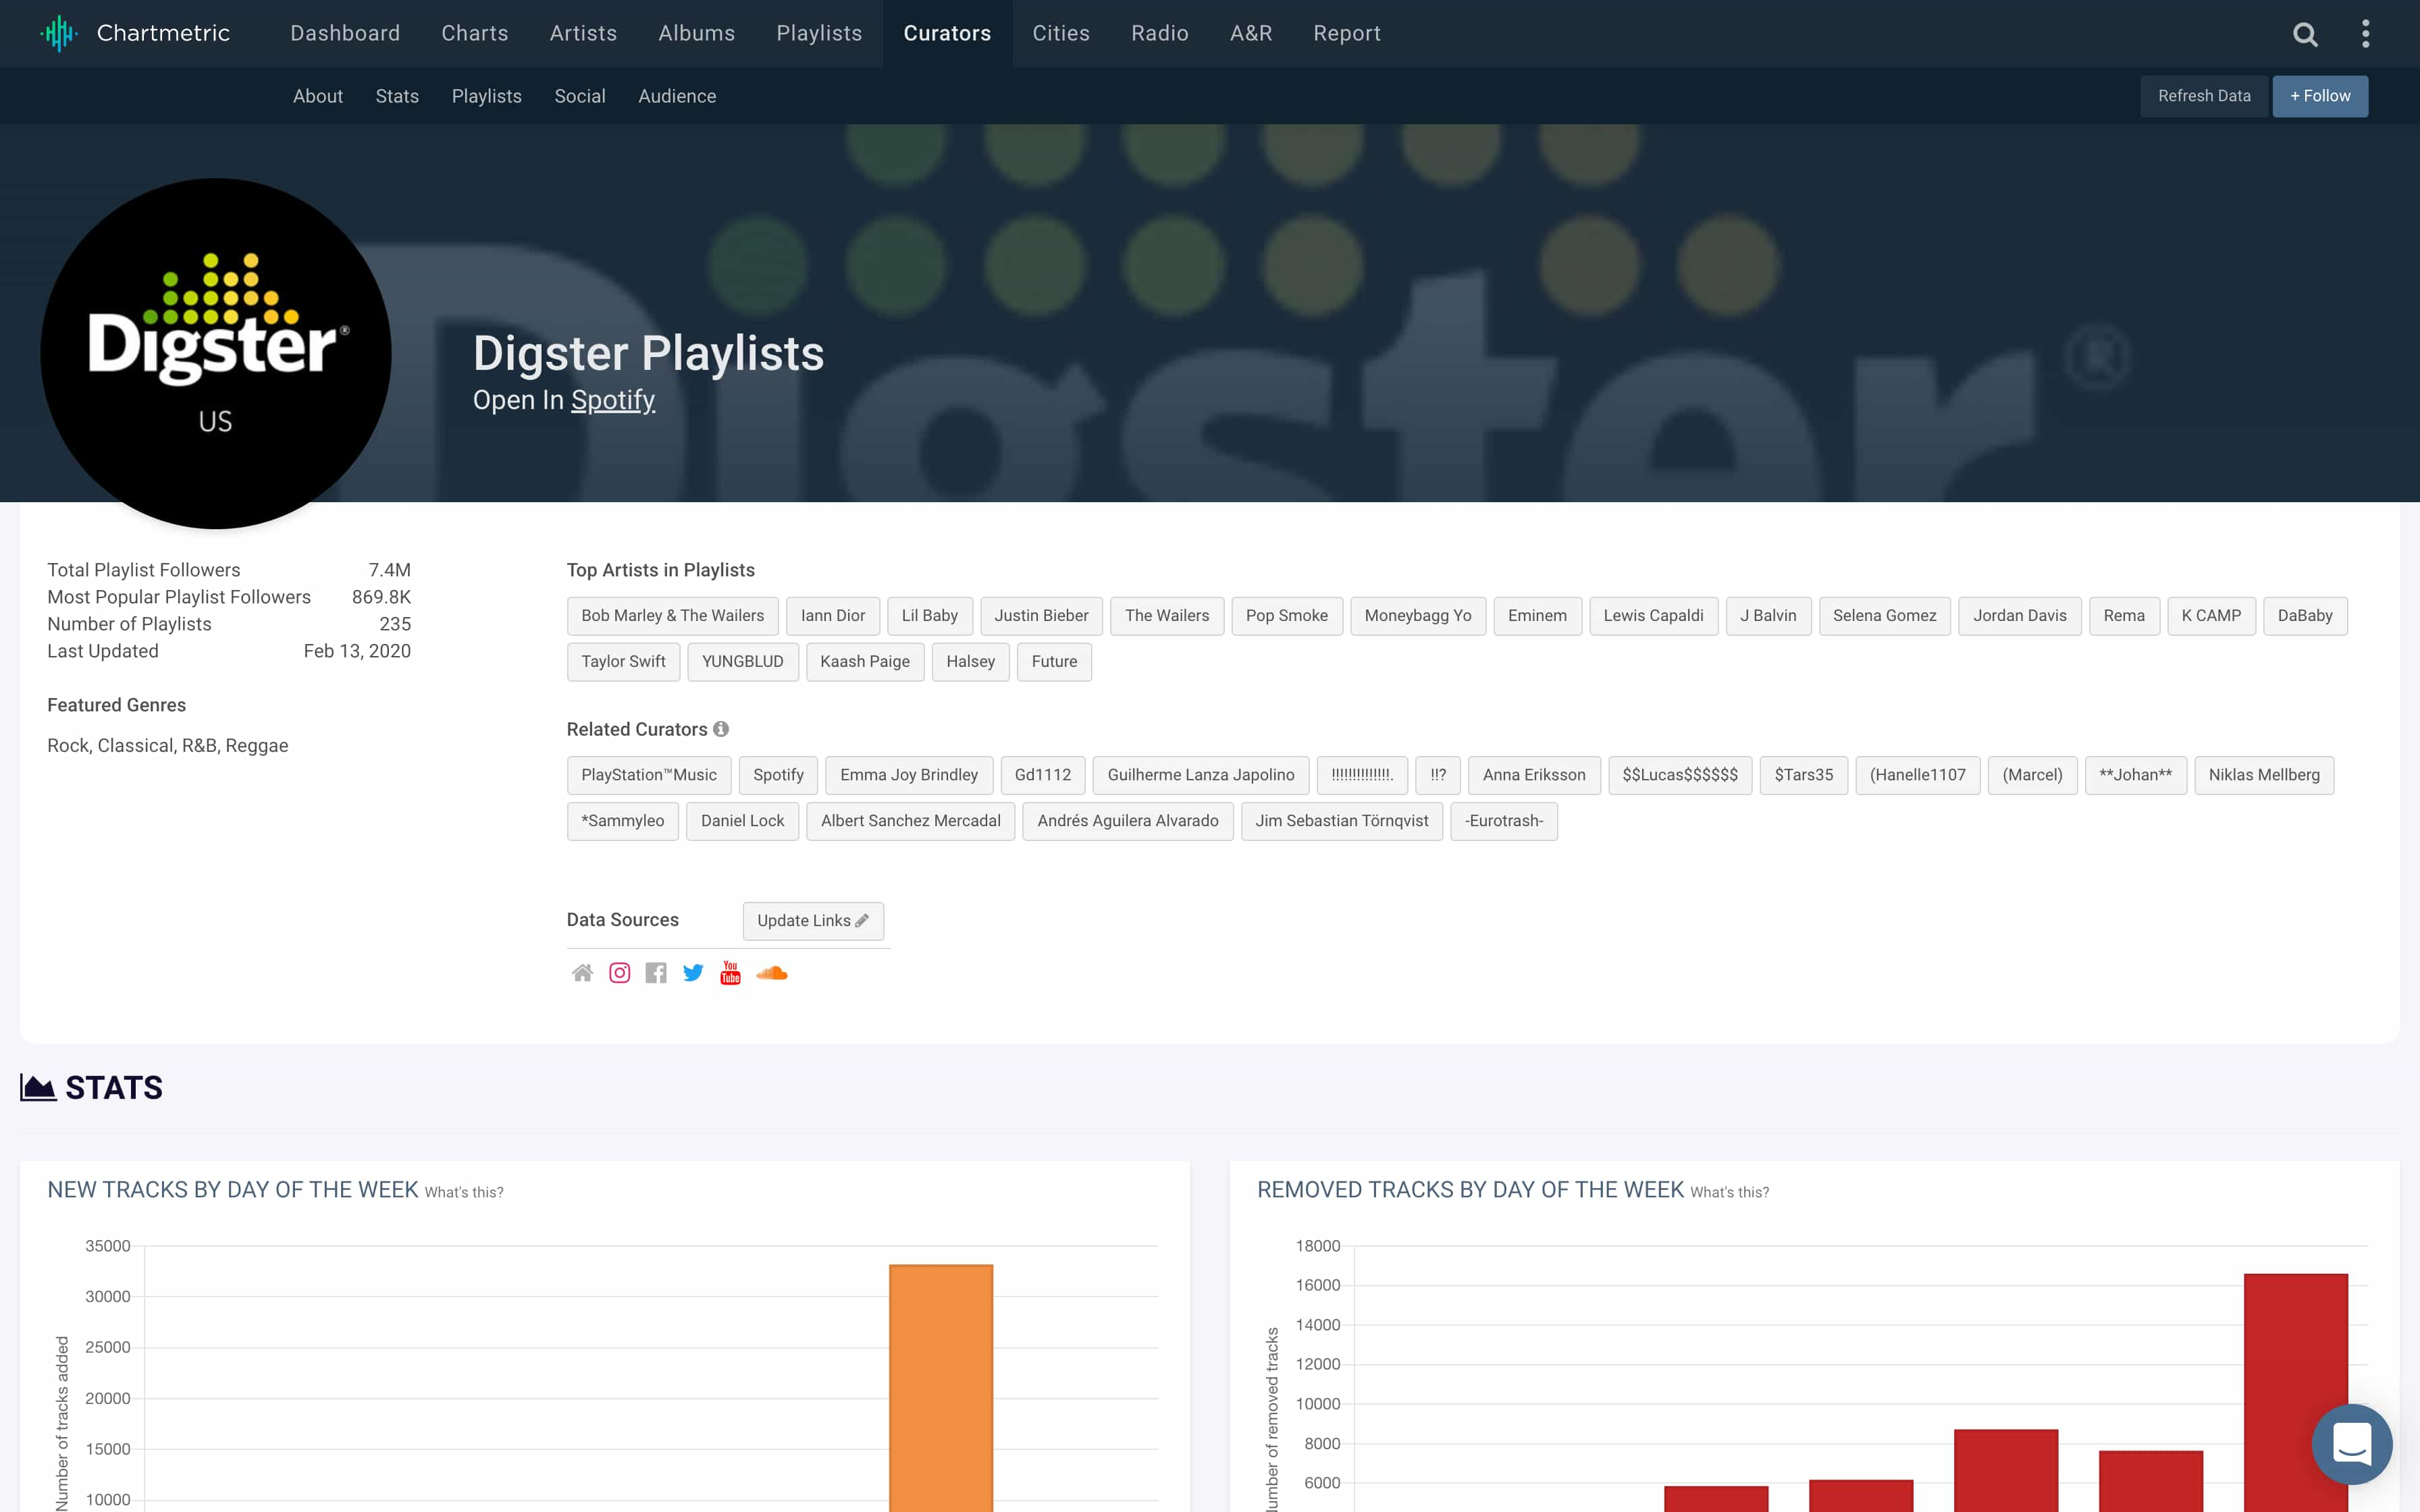 Chartmetric Dashboard Charts Artists Albums Playlists Curators Cities Radio A&R Report
About Stats Playlists Social Audience Refresh Data + Follow
Digster®
US
Digster®
Digster Playlists
Open In Spotify
Total Playlist Followers 7.4M
Most Popular Playlist Followers 869.8K
Number of Playlists 235
Last Updated Feb 13, 2020
Featured Genres
Rock, Classical, R&B, Reggae
Top Artists in Playlists
Bob Marley & The Wailers Iann Dior Lil Baby Justin Bieber The Wailers Pop Smoke Moneybagg Yo Eminem Lewis Capaldi J Balvin Selena Gomez Jordan Davis Rema K CAMP DaBaby
Taylor Swift YUNGBLUD Kaash Paige Halsey Future
Related Curators
PlayStation™Music Spotify Emma Joy Brindley Gd1112 Guilherme Lanza Japolino !!!!!!!!!!!!!!. !!? Anna Eriksson $$Lucas$$$$$$ $Tars35 (Hanelle1107 (Marcel) **Johan** Niklas Mellberg
*Sammyleo Daniel Lock Albert Sanchez Mercadal Andrés Aguilera Alvarado Jim Sebastian Törnqvist -Eurotrash-
Data Sources Update Links
You
Tube
STATS
NEW TRACKS BY DAY OF THE WEEK What's this?
35000
30000
25000
20000
15000
10000
Number of tracks added
REMOVED TRACKS BY DAY OF THE WEEK What's this?
18000
16000
14000
12000
10000
8000
6000
of removed tracks